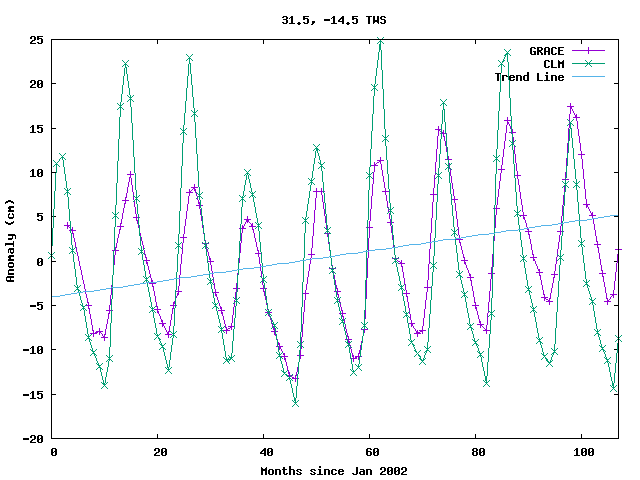 31.5, -14.5 TWS
GRACE
CLM
Trend Line
25
20
15
10
5
0
-5
-10
-15
-20
Anomaly (cm)
0 20 40 60 80 100
Months since Jan 2002